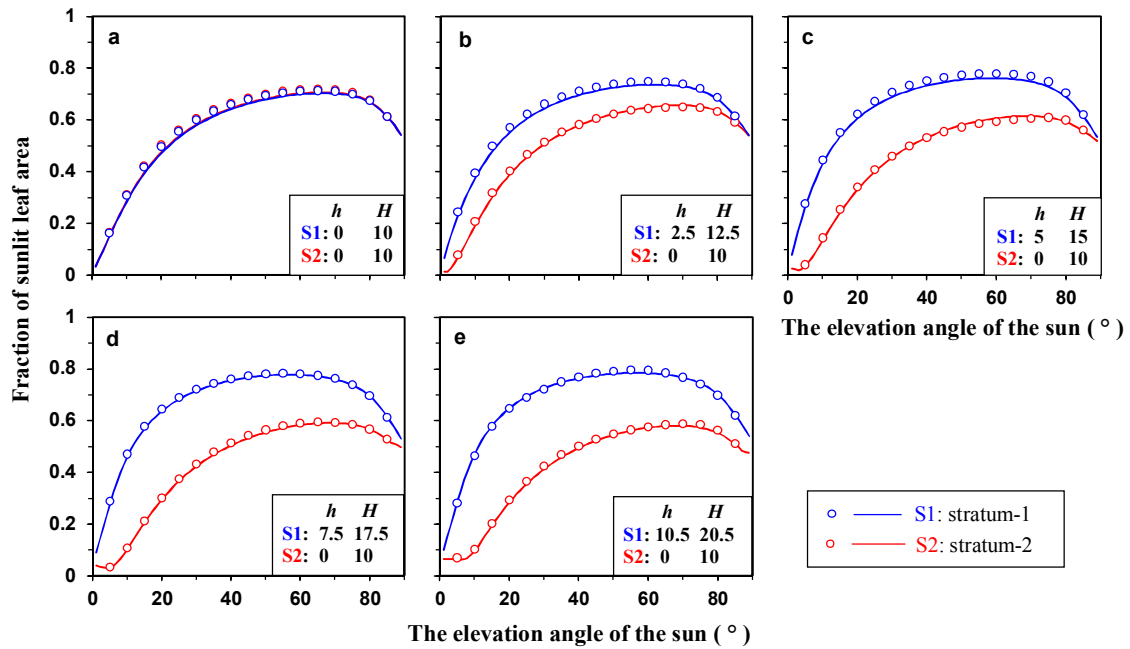 Fraction of sunlit leaf area
1
0.8
0.6
0.4
0.2
0
a
h H
S1: 0 10
S2: 0 10
b
h H
S1: 2.5 12.5
S2: 0 10
c
h H
S1: 5 15
S2: 0 10
0 20 40 60 80
The elevation angle of the sun ( ° )
1
0.8
0.6
0.4
0.2
0
d
h H
S1: 7.5 17.5
S2: 0 10
0 20 40 60 80
e
h H
S1: 10.5 20.5
S2: 0 10
0 20 40 60 80
The elevation angle of the sun ( ° )
S1: stratum-1
S2: stratum-2